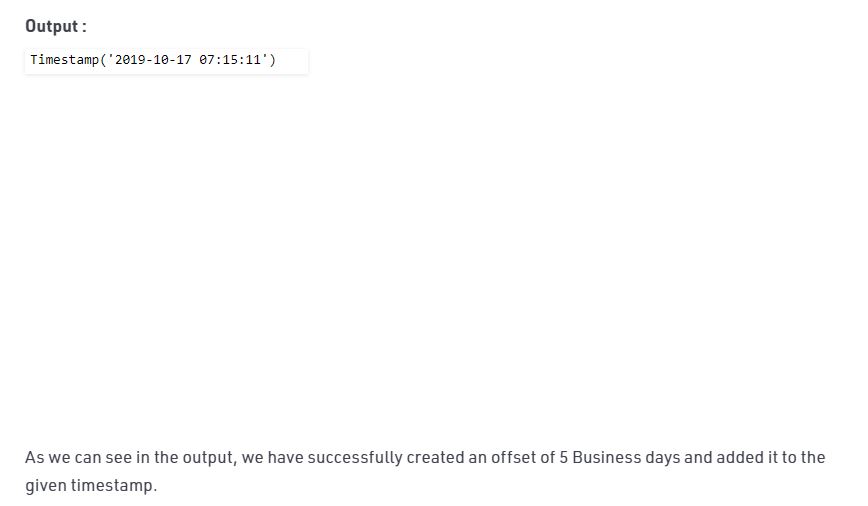 Output :
Timestamp('2019-10-17 07:15:11')
As we can see in the output, we have successfully created an offset of 5 Business days and added it to the
given timestamp.